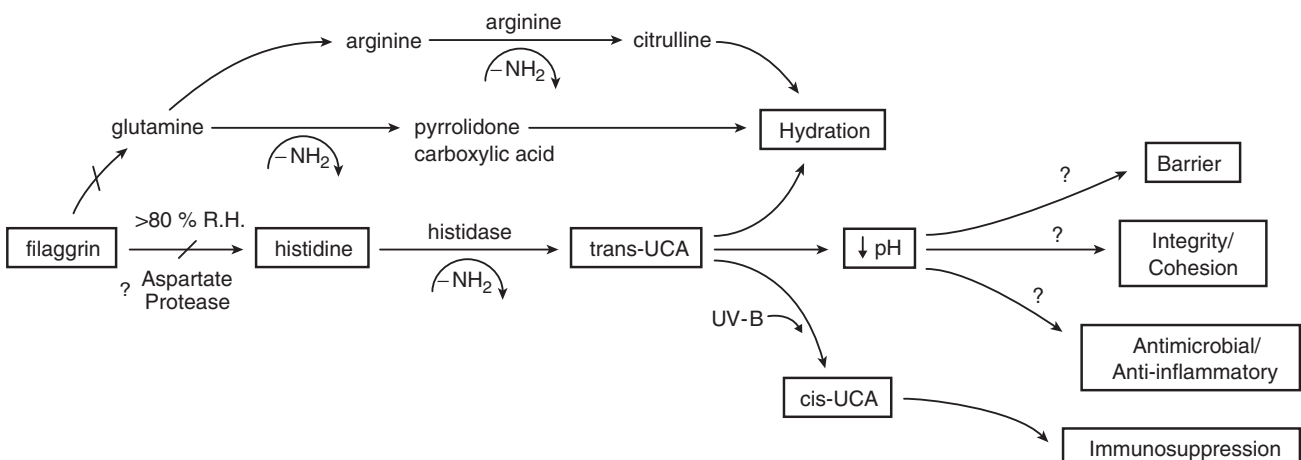 arginine
arginine
citrulline
–NH2
glutamine
pyrrolidone
carboxylic acid
–NH2
Hydration
?
Barrier
filaggrin
>80 % R.H.
?
Aspartate
Protease
histidine
histidase
–NH2
trans-UCA
↓ pH
?
Integrity/
Cohesion
?
Antimicrobial/
Anti-inflammatory
UV-B
cis-UCA
Immunosuppression